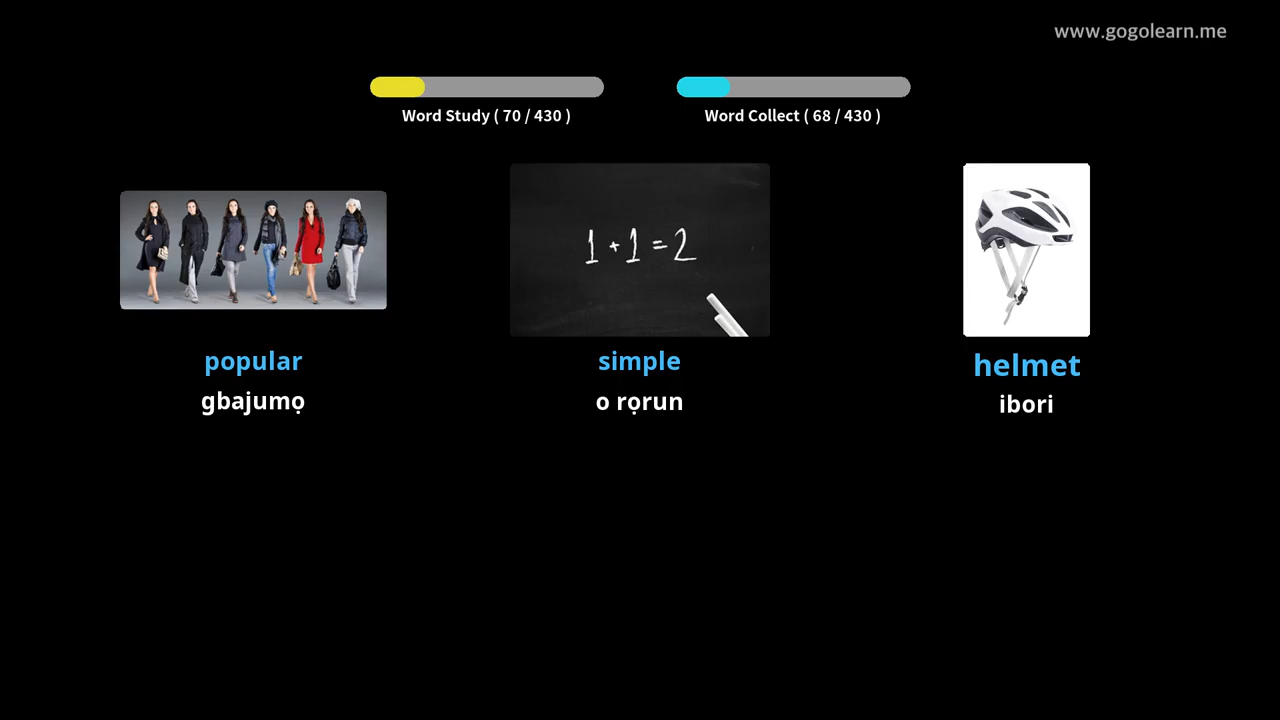 www.gogolearn.me
Word Study ( 70 / 430 )
Word Collect ( 68 / 430 )
1 + 1 = 2
popular
simple
helmet
gbajumọ
o rọrun
ibori